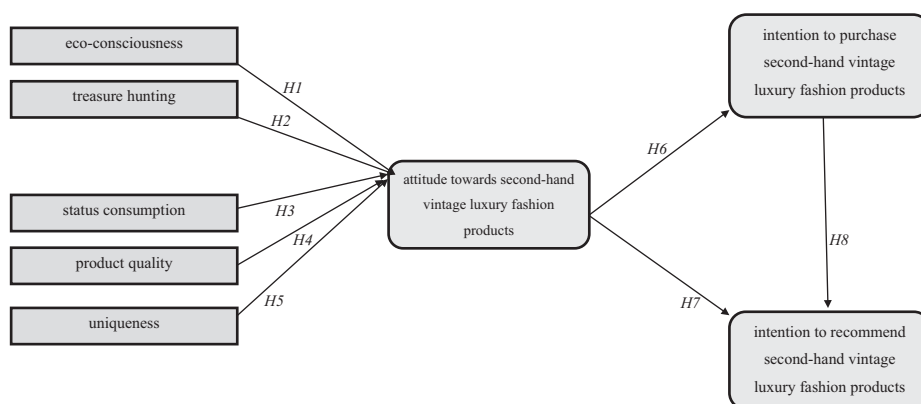 eco-consciousness
treasure hunting
status consumption
product quality
uniqueness
H1
H2
H3
H4
H5
attitude towards second-hand
vintage luxury fashion
products
H6
H7
intention to purchase
second-hand vintage
luxury fashion products
H8
intention to recommend
second-hand vintage
luxury fashion products